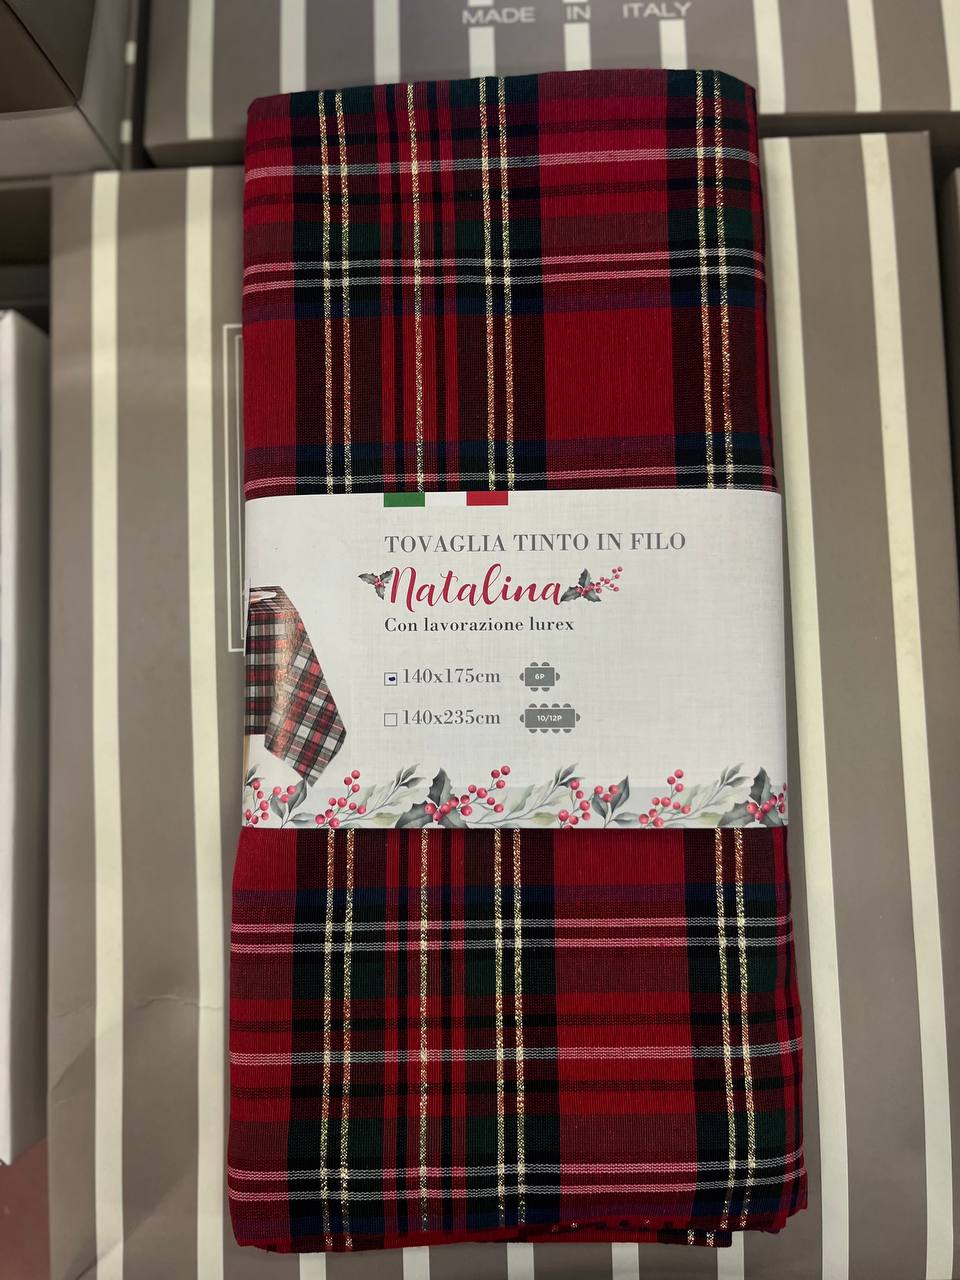 MADE IN ITALY
TOVAGLIA TINTO IN FILO
Natalina
Con lavorazione lurex
140x175cm 6P
140x235cm 10/12P